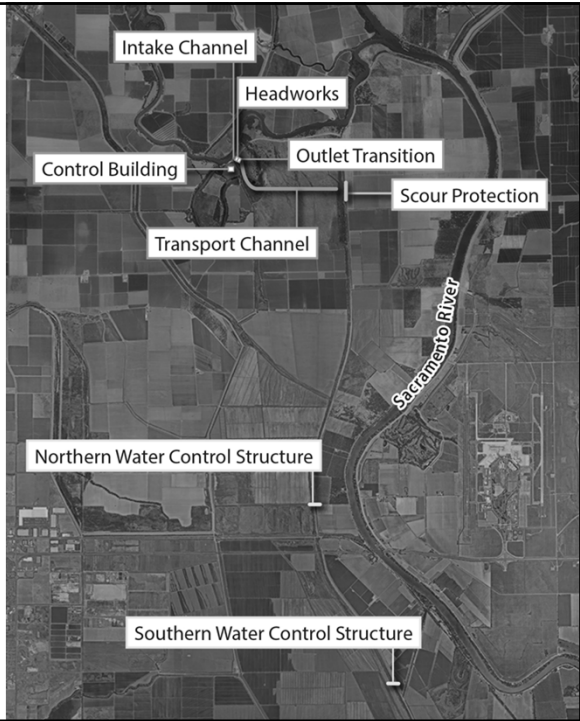 Intake Channel
Headworks
Outlet Transition
Control Building
Scour Protection
Transport Channel
Sacramento River
Northern Water Control Structure
Southern Water Control Structure